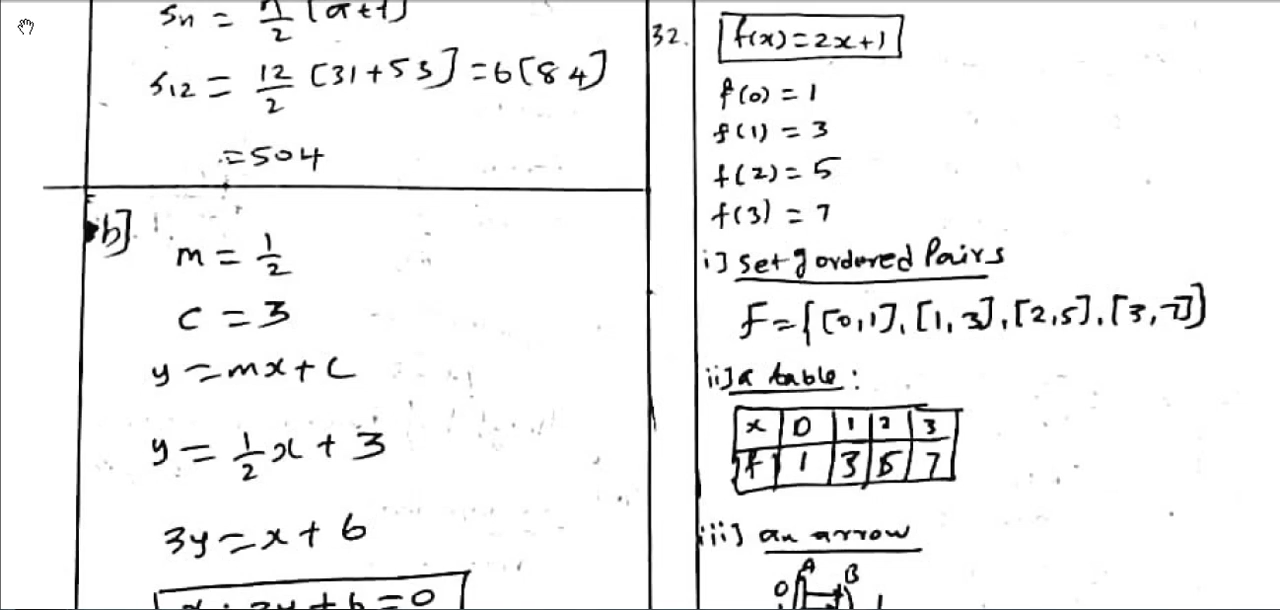 Sn = n/2 [a+l]
S12 = 12/2 [31+53] = 6[84]
= 504
b]
m = 1/2
c = 3
y = mx + c
y = 1/2 x + 3
3y = x + 6
32.
f(x) = 2x+1
f(0) = 1
f(1) = 3
f(2) = 5
f(3) = 7
i] Set of ordered Pairs
F = {[0,1], [1,3], [2,5], [3,7]}
ii] a table :
x 0 1 2 3
f 1 3 5 7
iii] an arrow
A B
0 1